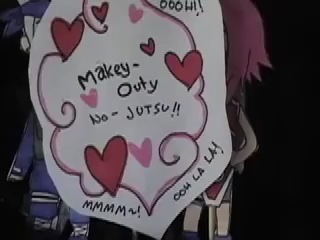 OOOH!!
Makey-
Outy
No - JUTSU!!
OOH LA LA!
MMMM~!